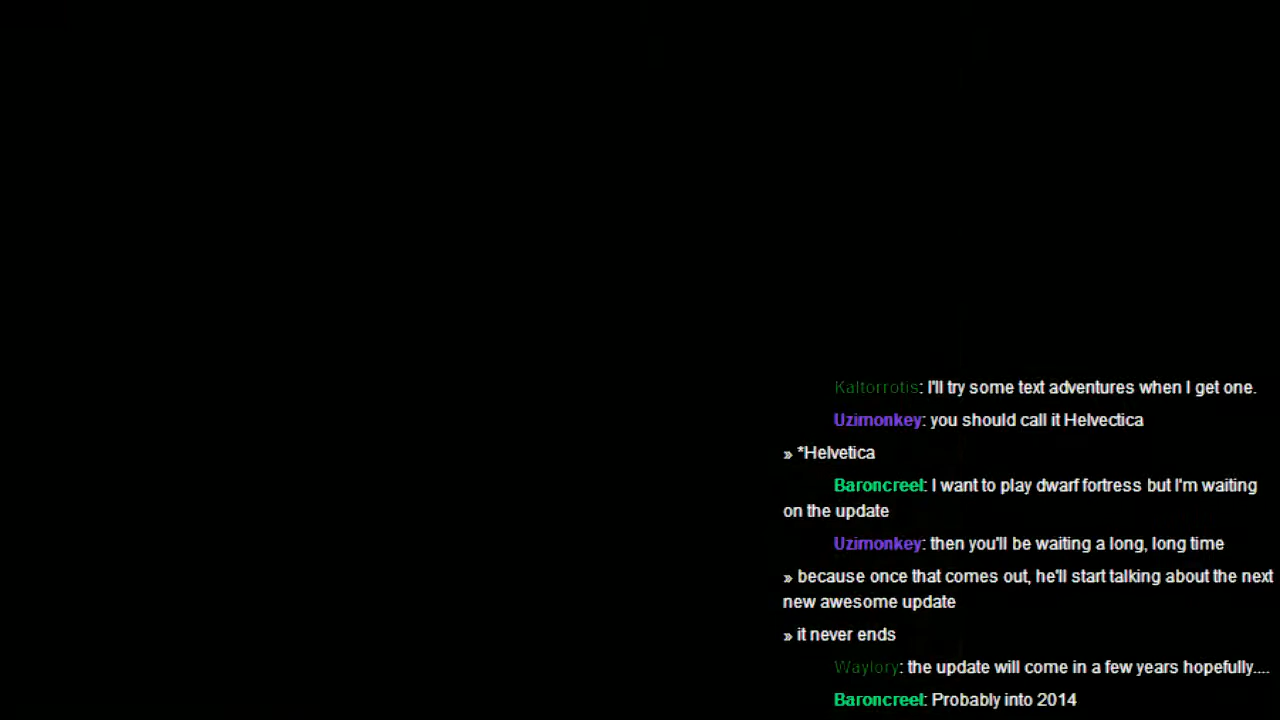 Kaltorrotis: I'll try some text adventures when I get one.
Uzimonkey: you should call it Helvectica
» *Helvetica
Baroncreel: I want to play dwarf fortress but I'm waiting
on the update
Uzimonkey: then you'll be waiting a long, long time
» because once that comes out, he'll start talking about the next
new awesome update
» it never ends
Waylory: the update will come in a few years hopefully....
Baroncreel: Probably into 2014